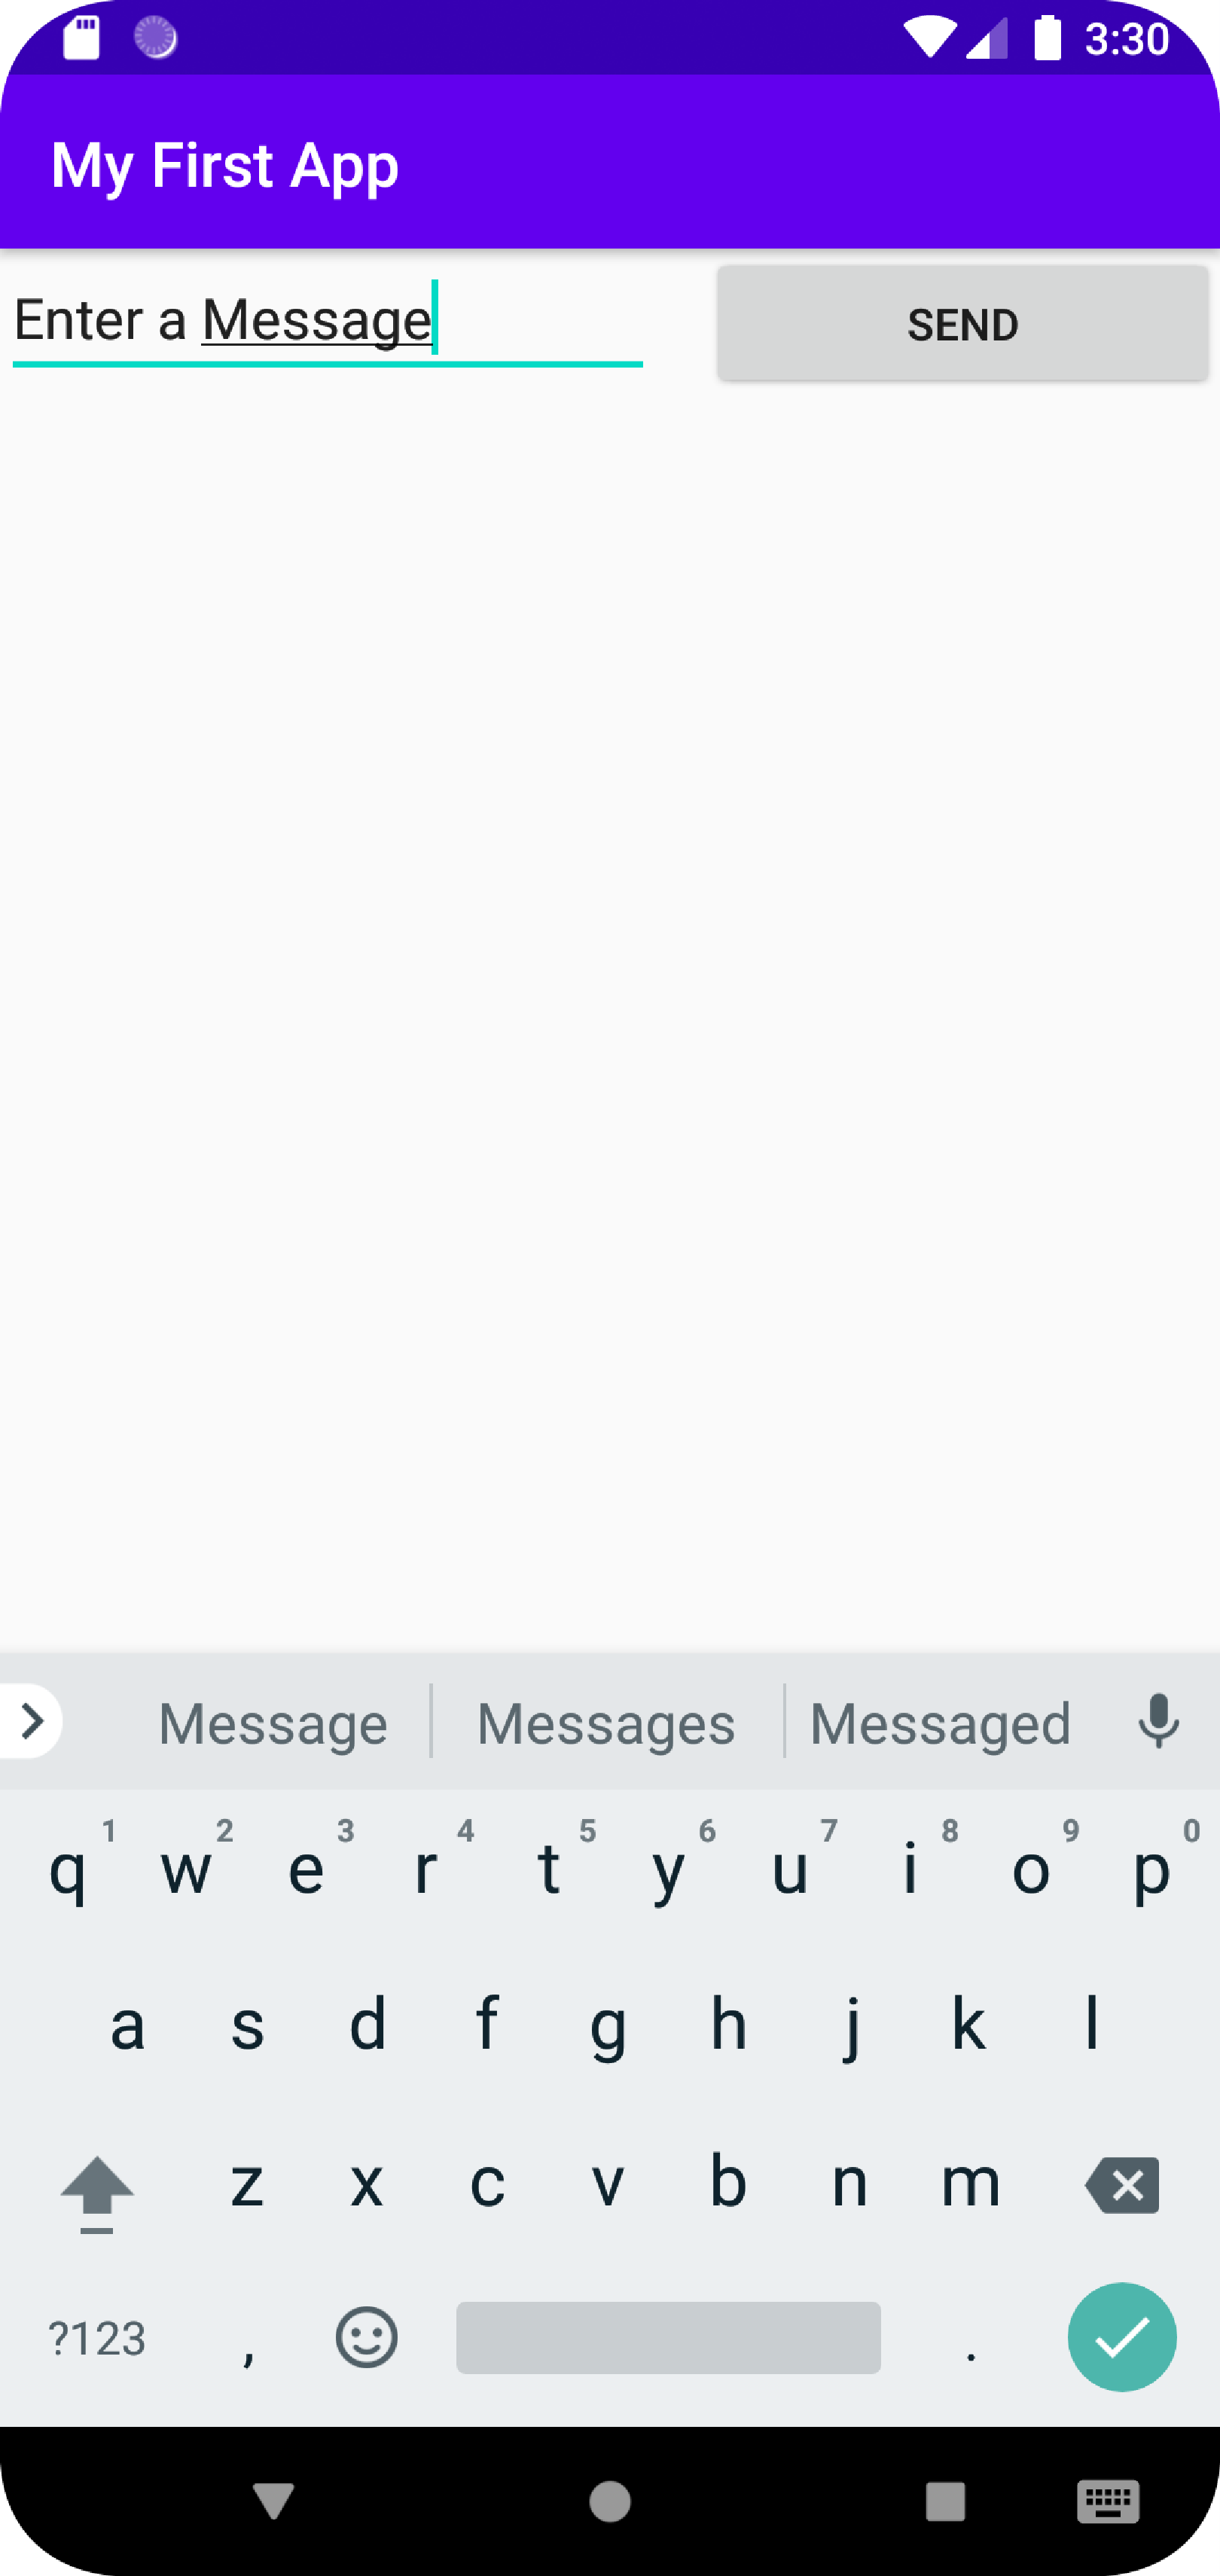 3:30
My First App
Enter a Message
SEND
Message Messages Messaged
1 2 3 4 5 6 7 8 9 0
q w e r t y u i o p
a s d f g h j k l
z x c v b n m
?123 , .